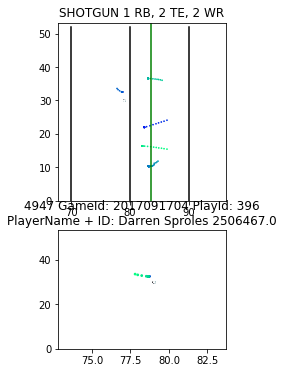 SHOTGUN 1 RB, 2 TE, 2 WR
50
40
30
20
10
0
70 80 90
4947 GameId: 2017091704 PlayId: 396
PlayerName + ID: Darren Sproles 2506467.0
40
20
0
75.0 77.5 80.0 82.5